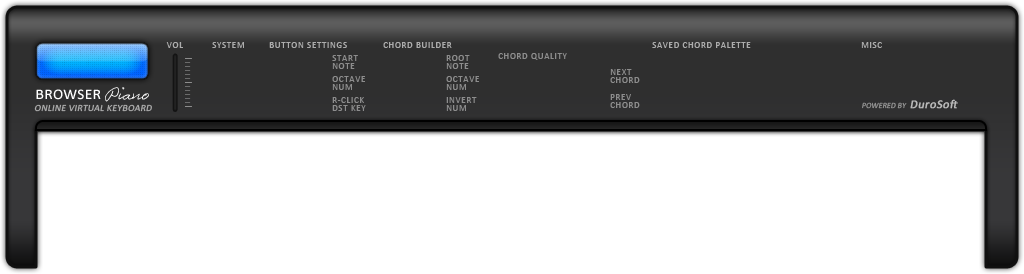 VOL
SYSTEM
BUTTON SETTINGS
CHORD BUILDER
SAVED CHORD PALETTE
MISC
START
NOTE
OCTAVE
NUM
R-CLICK
DST KEY
ROOT
NOTE
OCTAVE
NUM
INVERT
NUM
CHORD QUALITY
NEXT
CHORD
PREV
CHORD
BROWSER Piano
ONLINE VIRTUAL KEYBOARD
POWERED BY DuroSoft